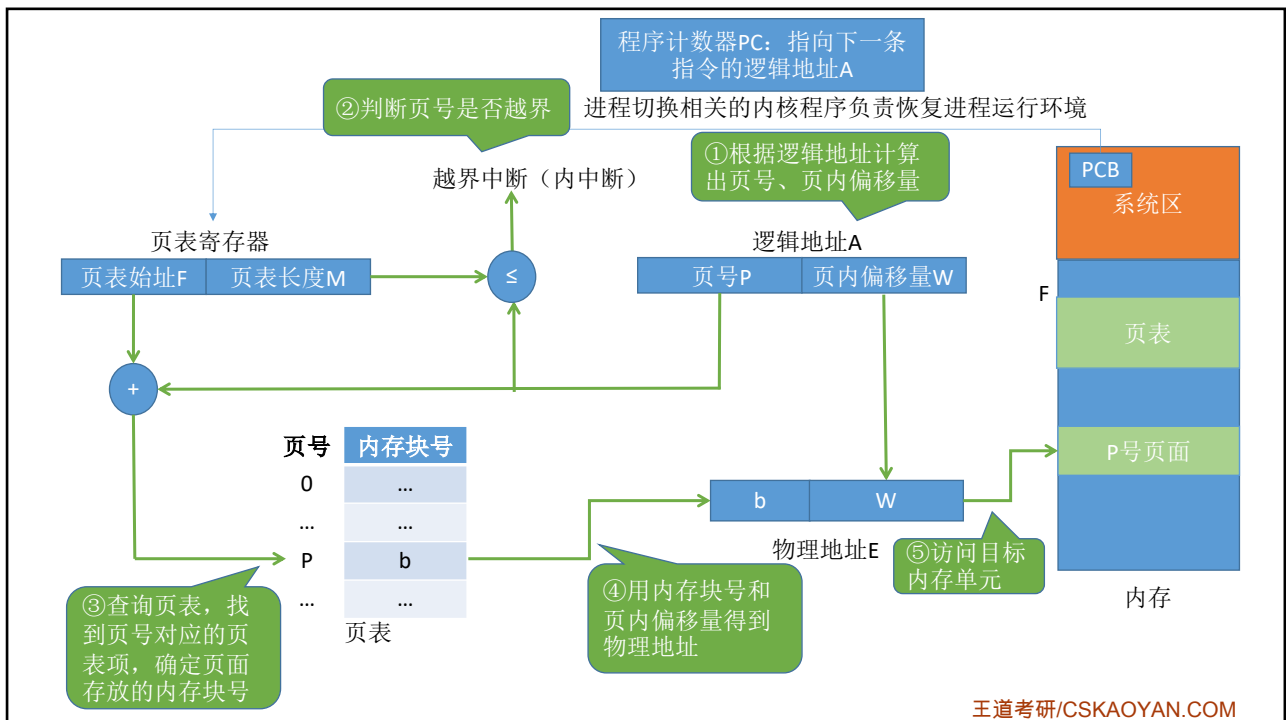 程序计数器PC：指向下一条
指令的逻辑地址A
②判断页号是否越界
进程切换相关的内核程序负责恢复进程运行环境
①根据逻辑地址计算
出页号、页内偏移量
PCB
系统区
越界中断（内中断）
页表寄存器
逻辑地址A
页表始址F
页表长度M
≤
页号P
页内偏移量W
F
页表
+
页号
内存块号
0
…
…
…
P
b
…
…
页表
P号页面
b
W
物理地址E
③查询页表，找
到页号对应的页
表项，确定页面
存放的内存块号
④用内存块号和
页内偏移量得到
物理地址
⑤访问目标
内存单元
内存
王道考研/CSKAOYAN.COM